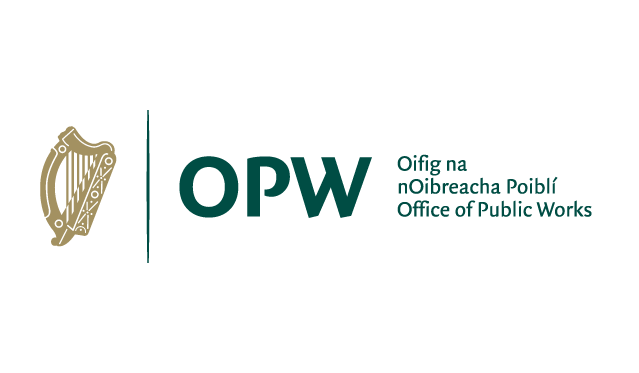 OPW
Oifig na
nOibreacha Poiblí
Office of Public Works